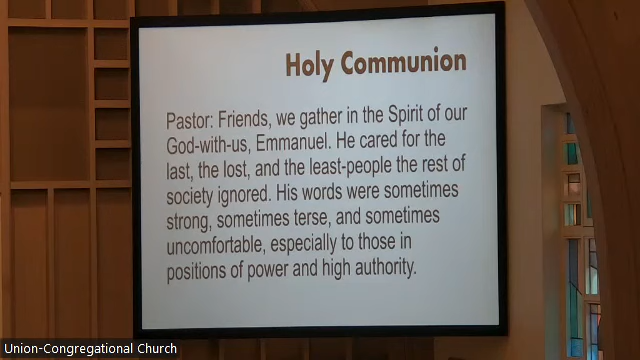 Holy Communion
Pastor: Friends, we gather in the Spirit of our
God-with-us, Emmanuel. He cared for the
last, the lost, and the least-people the rest of
society ignored. His words were sometimes
strong, sometimes terse, and sometimes
uncomfortable, especially to those in
positions of power and high authority.
Union-Congregational Church